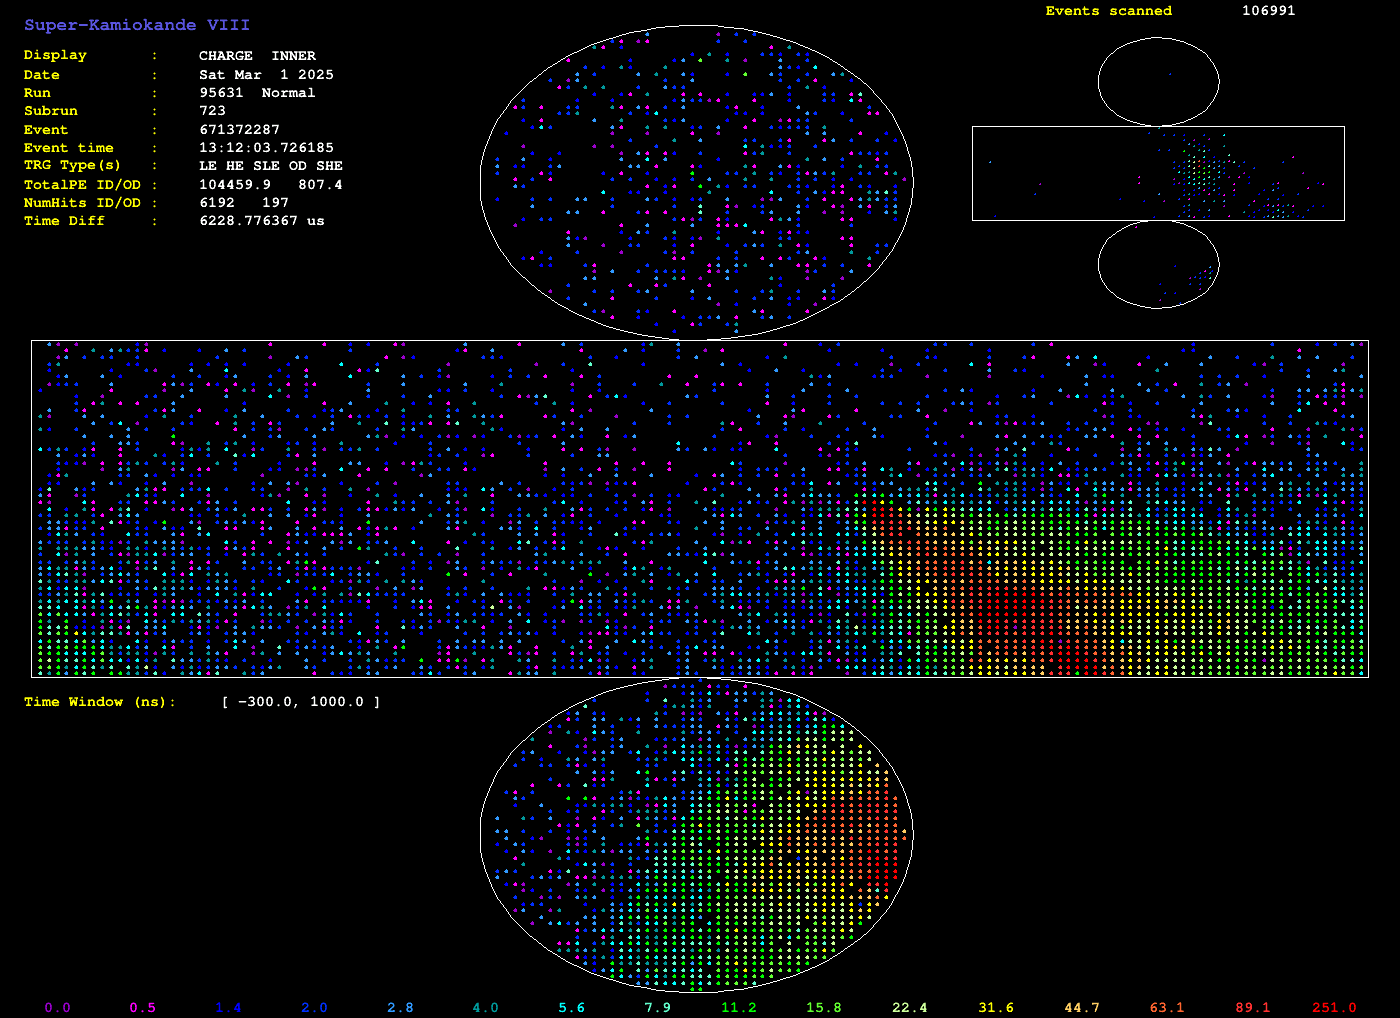 Super-Kamiokande VIII
Events scanned 106991
Display : CHARGE INNER
Date : Sat Mar 1 2025
Run : 95631 Normal
Subrun : 723
Event : 671372287
Event time : 13:12:03.726185
TRG Type(s) : LE HE SLE OD SHE
TotalPE ID/OD : 104459.9 807.4
NumHits ID/OD : 6192 197
Time Diff : 6228.776367 us
Time Window (ns): [ -300.0, 1000.0 ]
0.0 0.5 1.4 2.0 2.8 4.0 5.6 7.9 11.2 15.8 22.4 31.6 44.7 63.1 89.1 251.0